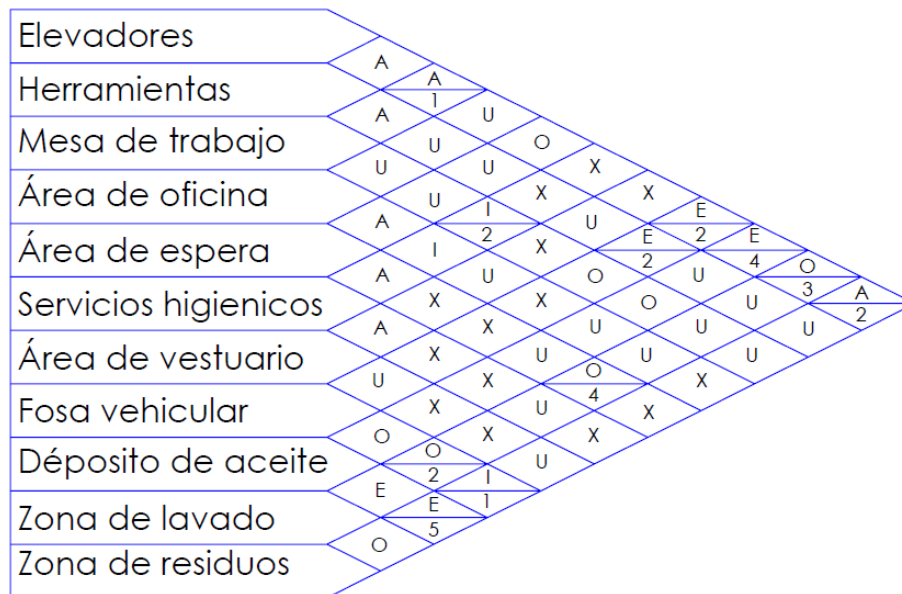 Elevadores
A
A
Herramientas
1
A U
Mesa de trabajo U O
U U X
Área de oficina U X X
A I U E
2 E 2 E
Área de espera I X
2 4 O
A U O U
3 A
Servicios higienicos X X O U
2
A X U U U
Área de vestuario X U U U
U X O X
4
Fosa vehicular X U X
O X X
O
Déposito de aceite U
2 I
E
1
E
Zona de lavado
5
O
Zona de residuos